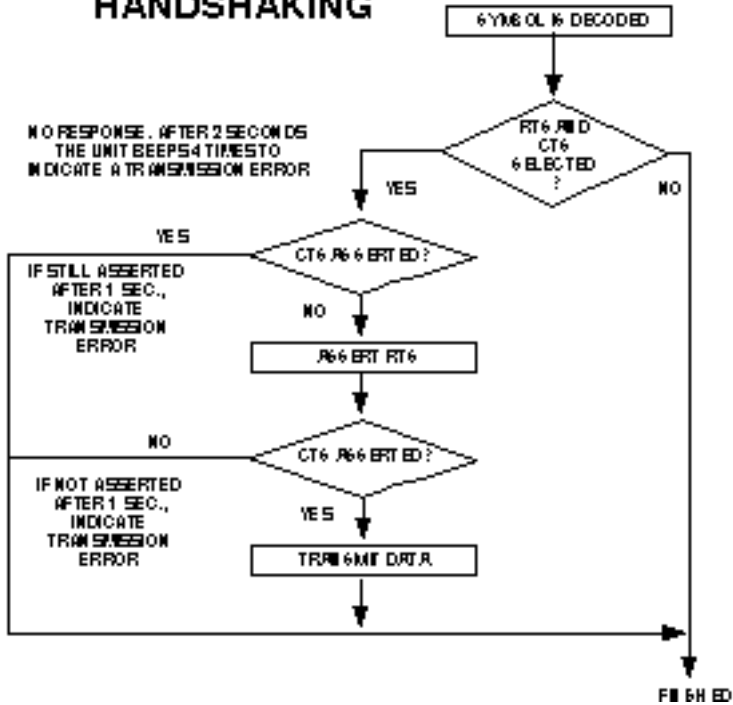 HANDSHAKING
SYMBOL IS DECODED
NO RESPONSE. AFTER 2 SECONDS
THE UNIT BEEPS 4 TIMES TO
INDICATE A TRANSMISSION ERROR
RTS AND
CTS
SELECTED
?
YES
NO
YES
CTS ASSERTED?
IF STILL ASSERTED
AFTER 1 SEC.,
INDICATE
TRANSMISSION
ERROR
NO
ASSERT RTS
NO
CTS ASSERTED?
IF NOT ASSERTED
AFTER 1 SEC.,
INDICATE
TRANSMISSION
ERROR
YES
TRANSMIT DATA
FINISHED